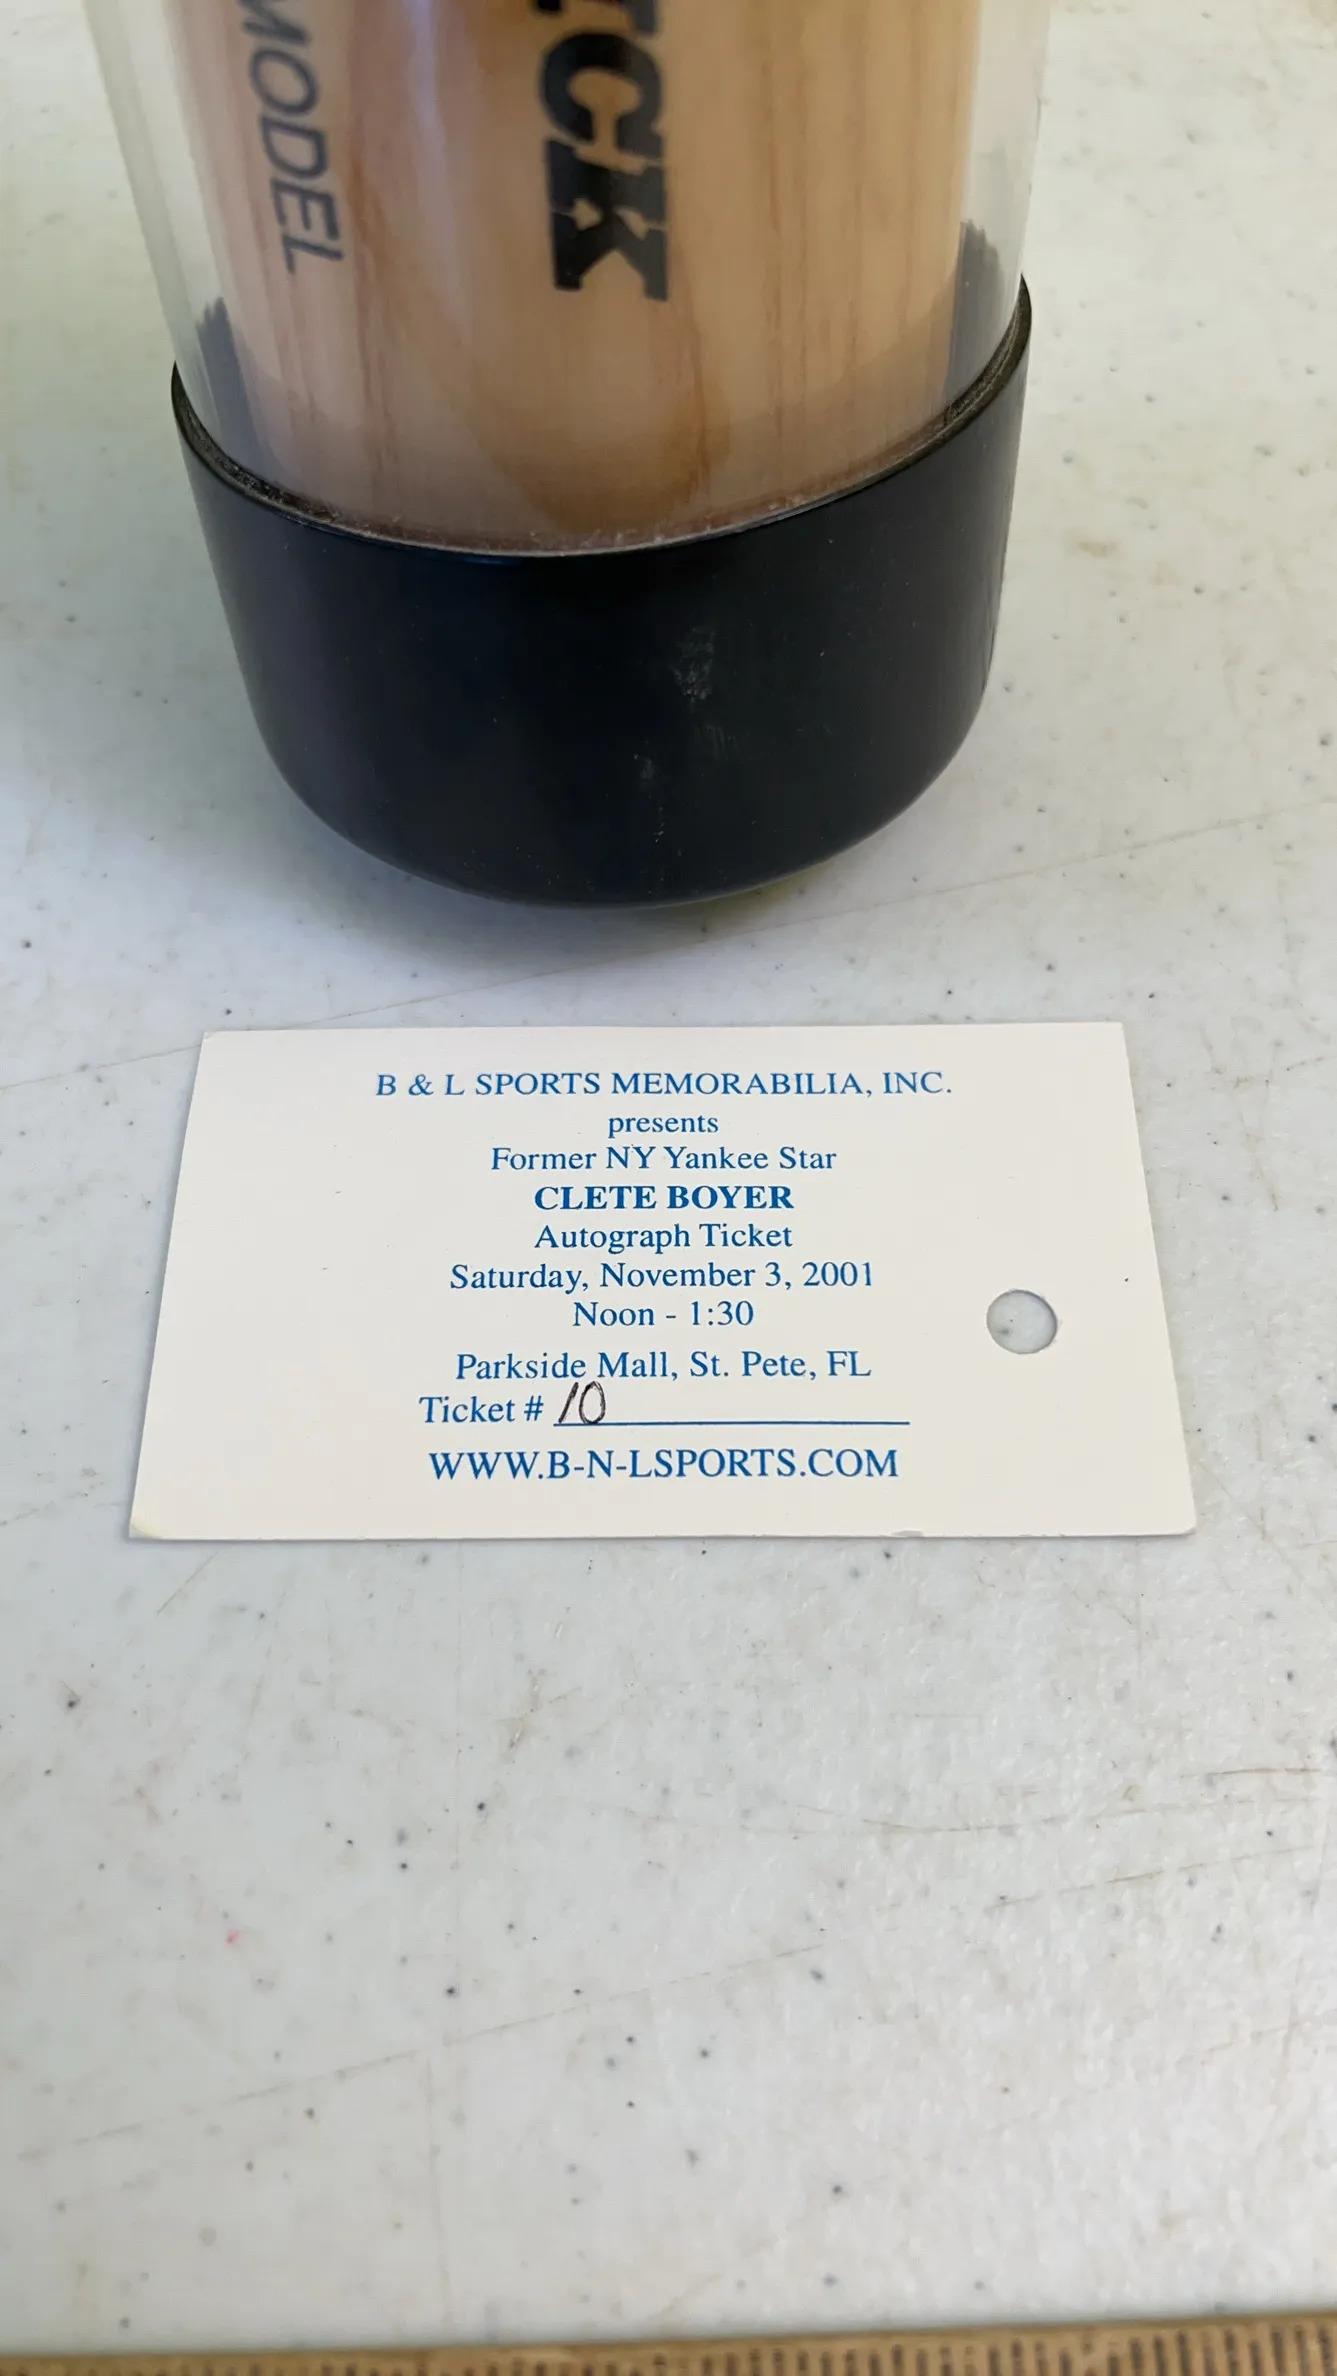 MODEL
CK
B & L SPORTS MEMORABILIA, INC.
presents
Former NY Yankee Star
CLETE BOYER
Autograph Ticket
Saturday, November 3, 2001
Noon - 1:30
Parkside Mall, St. Pete, FL
Ticket # 10
WWW.B-N-LSPORTS.COM